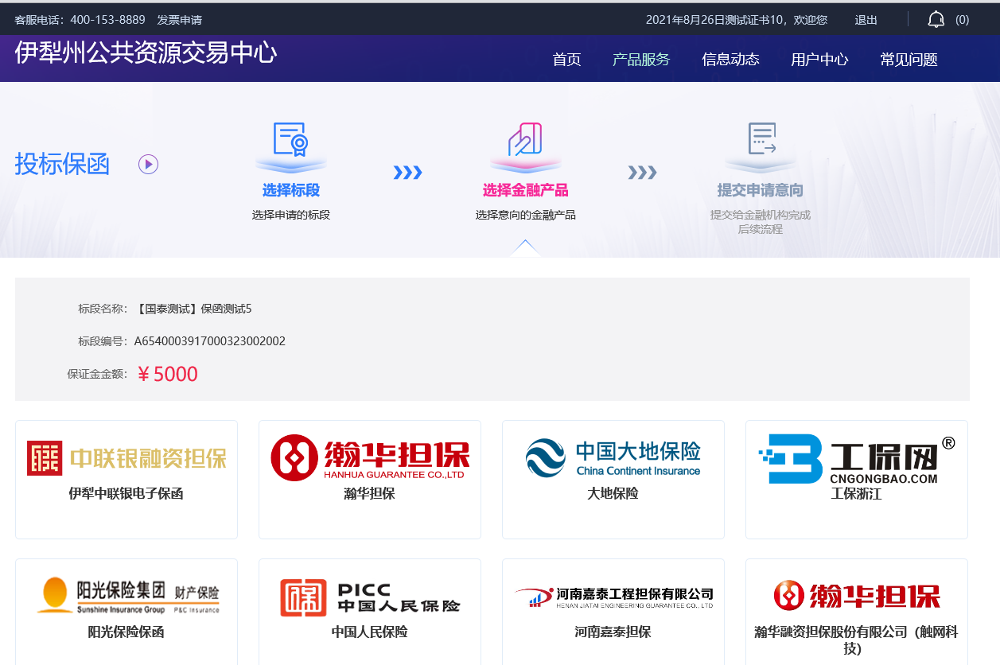 客服电话：400-153-8889 发票申请 2021年8月26日测试证书10，欢迎您 退出 (0)
伊犁州公共资源交易中心 首页 产品服务 信息动态 用户中心 常见问题
投标保函
选择标段 选择金融产品 提交申请意向
选择申请的标段 选择意向的金融产品 提交给金融机构完成
后续流程
标段名称：【国泰测试】保函测试5
标段编号：A6540003917000323002002
保证金金额：￥5000
中联银融资担保
伊犁中联银电子保函
瀚华担保
HANHUA GUARANTEE CO.,LTD
瀚华担保
中国大地保险
China Continent Insurance
大地保险
工保网®
CNGONGBAO.COM
工保浙江
阳光保险集团 财产保险
Sunshine Insurance Group P&C Insurance
阳光保险保函
PICC
中国人民保险
中国人民保险
河南嘉泰工程担保有限公司
HENAN JIATAI ENGINEERING GUARANTEE CO., LTD
河南嘉泰担保
瀚华担保
瀚华融资担保股份有限公司（触网科
技）